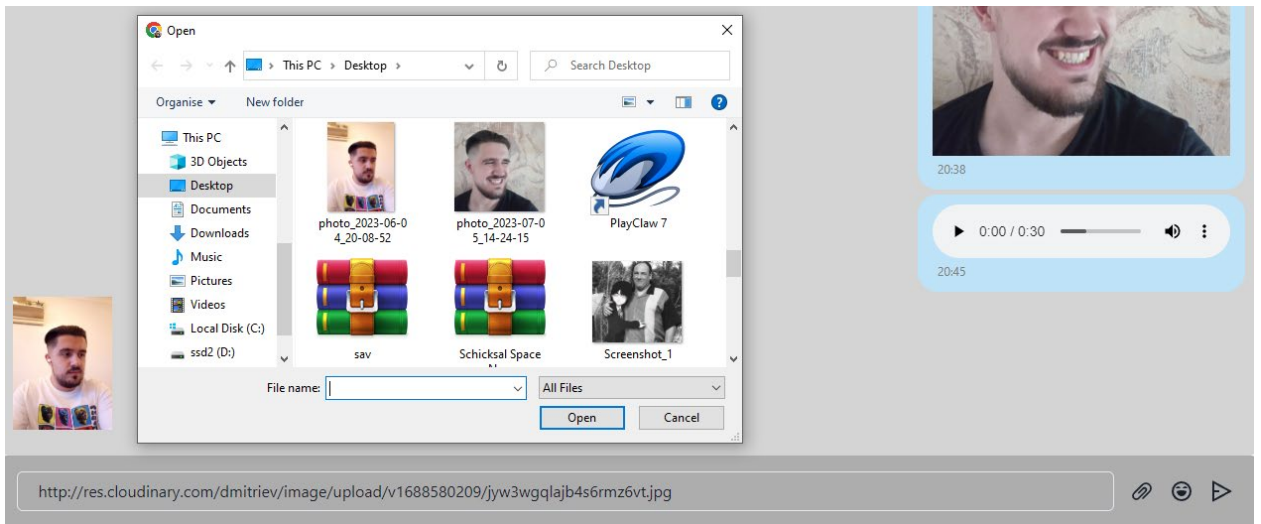 Open
This PC > Desktop >
Search Desktop
Organise
New folder
This PC
3D Objects
Desktop
Documents
Downloads
Music
Pictures
Videos
Local Disk (C:)
ssd2 (D:)
photo_2023-06-0
4_20-08-52
photo_2023-07-0
5_14-24-15
PlayClaw 7
sav
Schicksal Space
Screenshot_1
File name:
All Files
Open
Cancel
20:38
0:00 / 0:30
20:45
http://res.cloudinary.com/dmitriev/image/upload/v1688580209/jyw3wgqlajb4s6rmz6vt.jpg